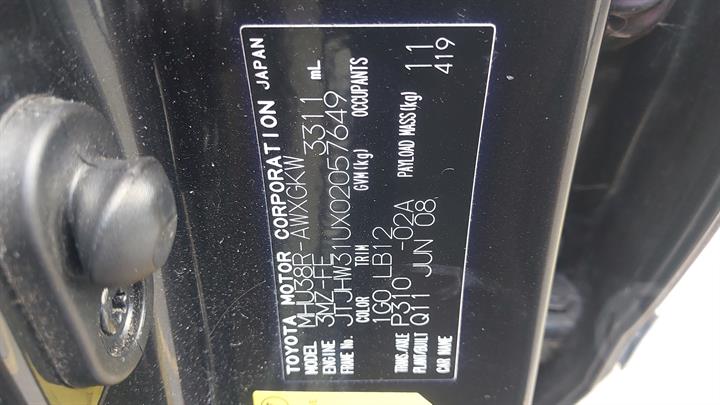 TOYOTA MOTOR CORPORATION JAPAN
MODEL MHU38R-AWXGKW
ENGINE 3MZ-FE 3311 mL
FRAME No. JTJHW31UX02057649
COLOR TRIM GVM(kg) OCCUPANTS
1G0 LB12
TRANS./AXLE P310 -02A PAYLOAD MASS(kg)
PLANT/BUILT Q11 JUN 08 11
CAR NAME 419